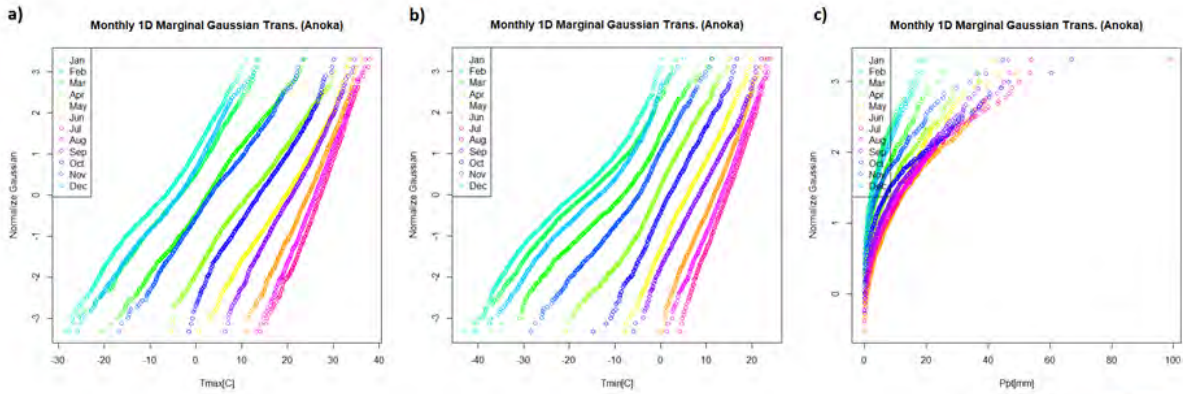 a)
Monthly 1D Marginal Gaussian Trans. (Anoka)
Jan
Feb
Mar
Apr
May
Jun
Jul
Aug
Sep
Oct
Nov
Dec
Normalize Gaussian
3
2
1
0
-1
-2
-3
-30 -20 -10 0 10 20 30 40
Tmax[C]
b)
Monthly 1D Marginal Gaussian Trans. (Anoka)
Jan
Feb
Mar
Apr
May
Jun
Jul
Aug
Sep
Oct
Nov
Dec
Normalize Gaussian
3
2
1
0
-1
-2
-3
-40 -30 -20 -10 0 10 20
Tmin[C]
c)
Monthly 1D Marginal Gaussian Trans. (Anoka)
Jan
Feb
Mar
Apr
May
Jun
Jul
Aug
Sep
Oct
Nov
Dec
Normalize Gaussian
3
2
1
0
0 20 40 60 80 100
Ppt[mm]